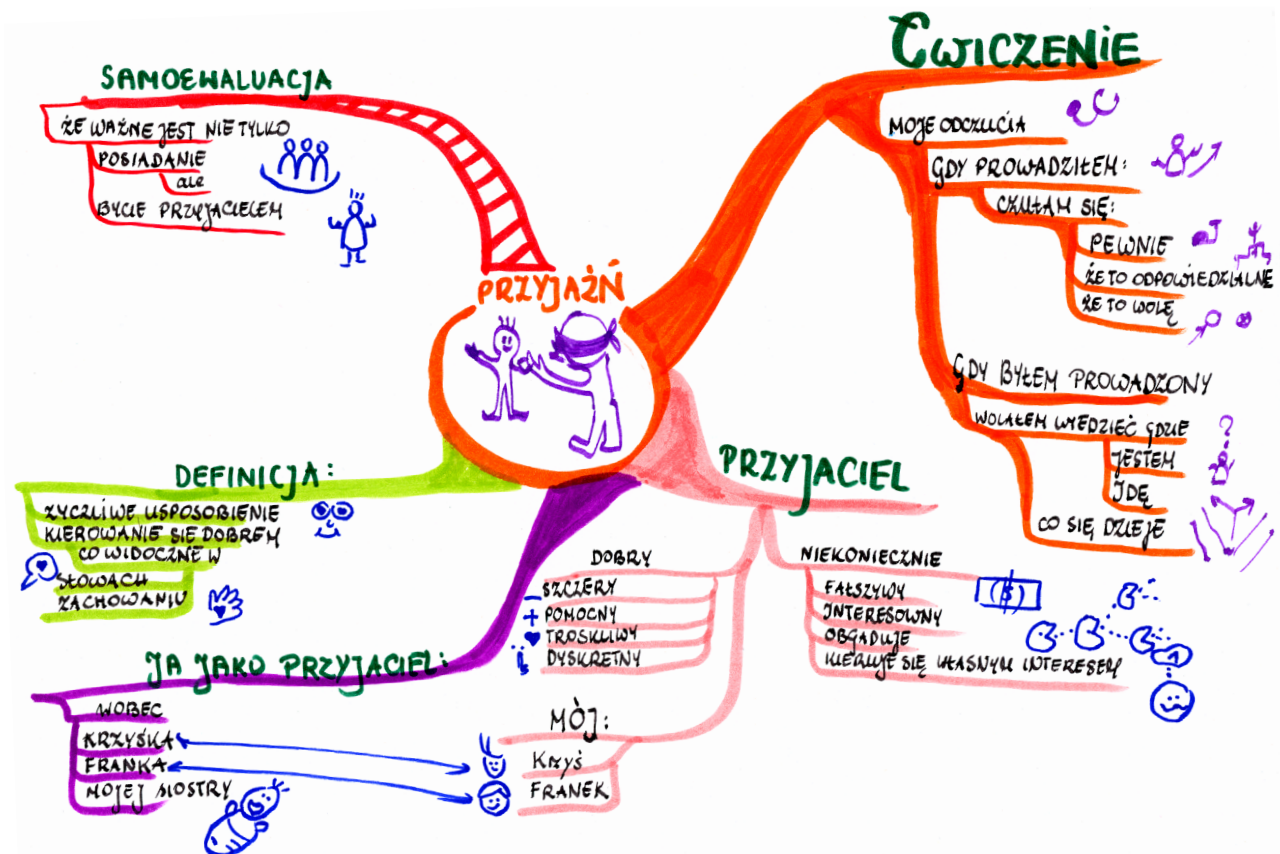 PRZYJAŹŃ
ĆWICZENIE
MOJE ODCZUCIA
GDY PROWADZIŁEM:
CZUŁAM SIĘ:
PEWNIE
ŻE TO ODPOWIEDZIALNE
ŻE TO WOLĘ
GDY BYŁEM PROWADZONY
WOLAŁEM WIEDZIEĆ GDZIE
JESTEM
IDĘ
CO SIĘ DZIEJE
PRZYJACIEL
NIEKONIECZNIE
FAŁSZYWY
INTERESOWNY
OBGADUJE
KIERUJE SIĘ WŁASNYM INTERESEM
($)
DOBRY
SZCZERY
POMOCNY
TROSKLIWY
DYSKRETNY
MÓJ:
Krzyś
FRANEK
JA JAKO PRZYJACIEL:
WOBEC
KRZYŚKA
FRANKA
MOJEJ SIOSTRY
DEFINICJA:
ŻYCZLIWE USPOSOBIENIE
KIEROWANIE SIĘ DOBREM
CO WIDOCZNE W
SŁOWACH
ZACHOWANIU
SAMOEWALUACJA
ŻE WAŻNE JEST NIE TYLKO
POSIADANIE
ale
BYCIE PRZYJACIELEM
?